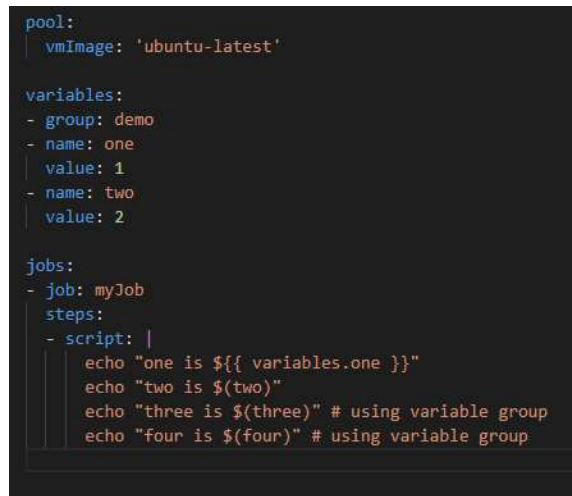 pool:
  vmImage: 'ubuntu-latest'

variables:
- group: demo
- name: one
  value: 1
- name: two
  value: 2

jobs:
- job: myJob
  steps:
  - script: |
      echo "one is ${{ variables.one }}"
      echo "two is $(two)"
      echo "three is $(three)" # using variable group
      echo "four is $(four)" # using variable group